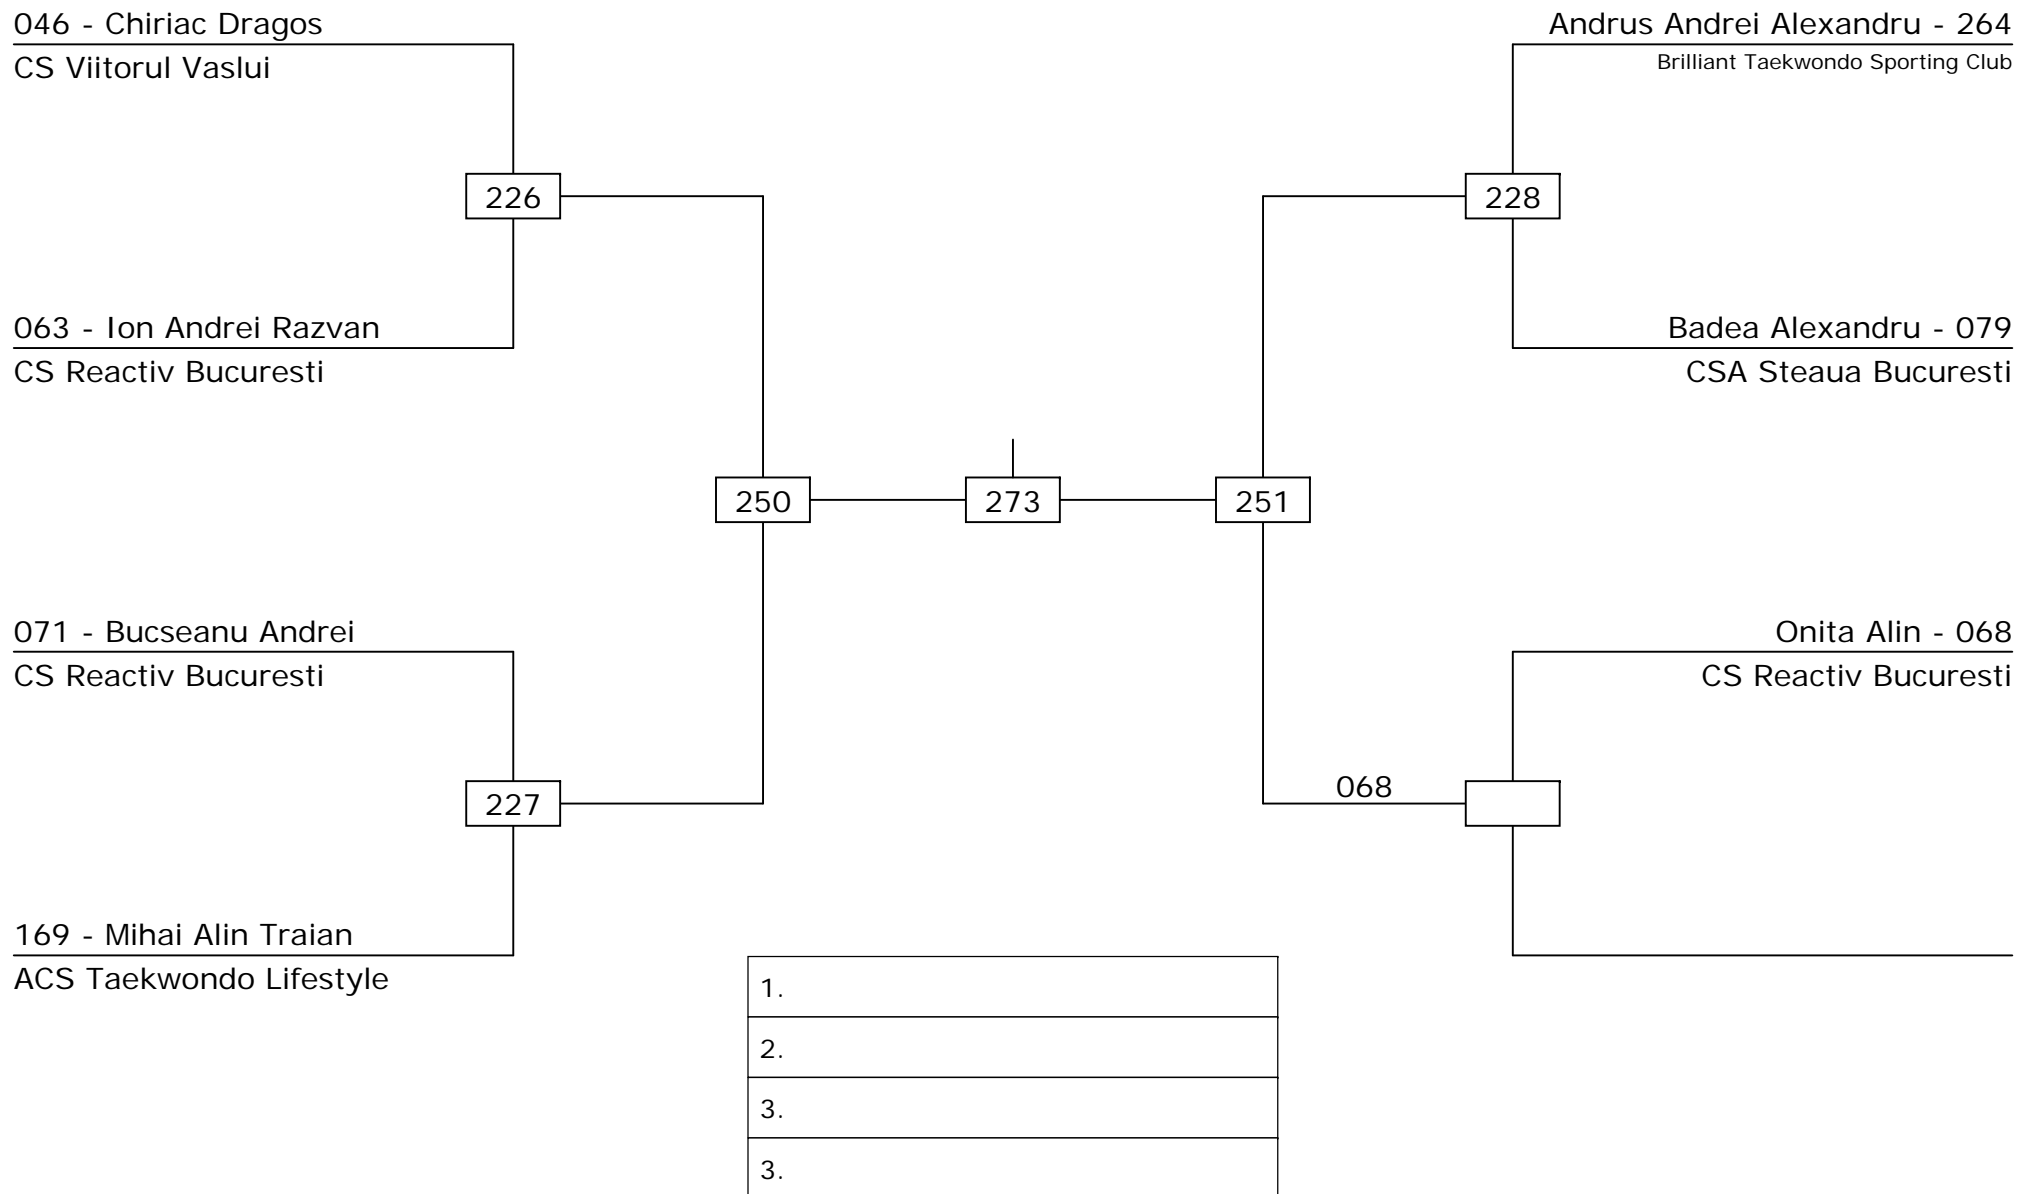 046 - Chiriac Dragos
CS Viitorul Vaslui
Andrus Andrei Alexandru - 264
Brilliant Taekwondo Sporting Club
226
228
063 - Ion Andrei Razvan
CS Reactiv Bucuresti
Badea Alexandru - 079
CSA Steaua Bucuresti
250
273
251
071 - Bucseanu Andrei
CS Reactiv Bucuresti
Onita Alin - 068
CS Reactiv Bucuresti
227
068
169 - Mihai Alin Traian
ACS Taekwondo Lifestyle
1.
2.
3.
3.